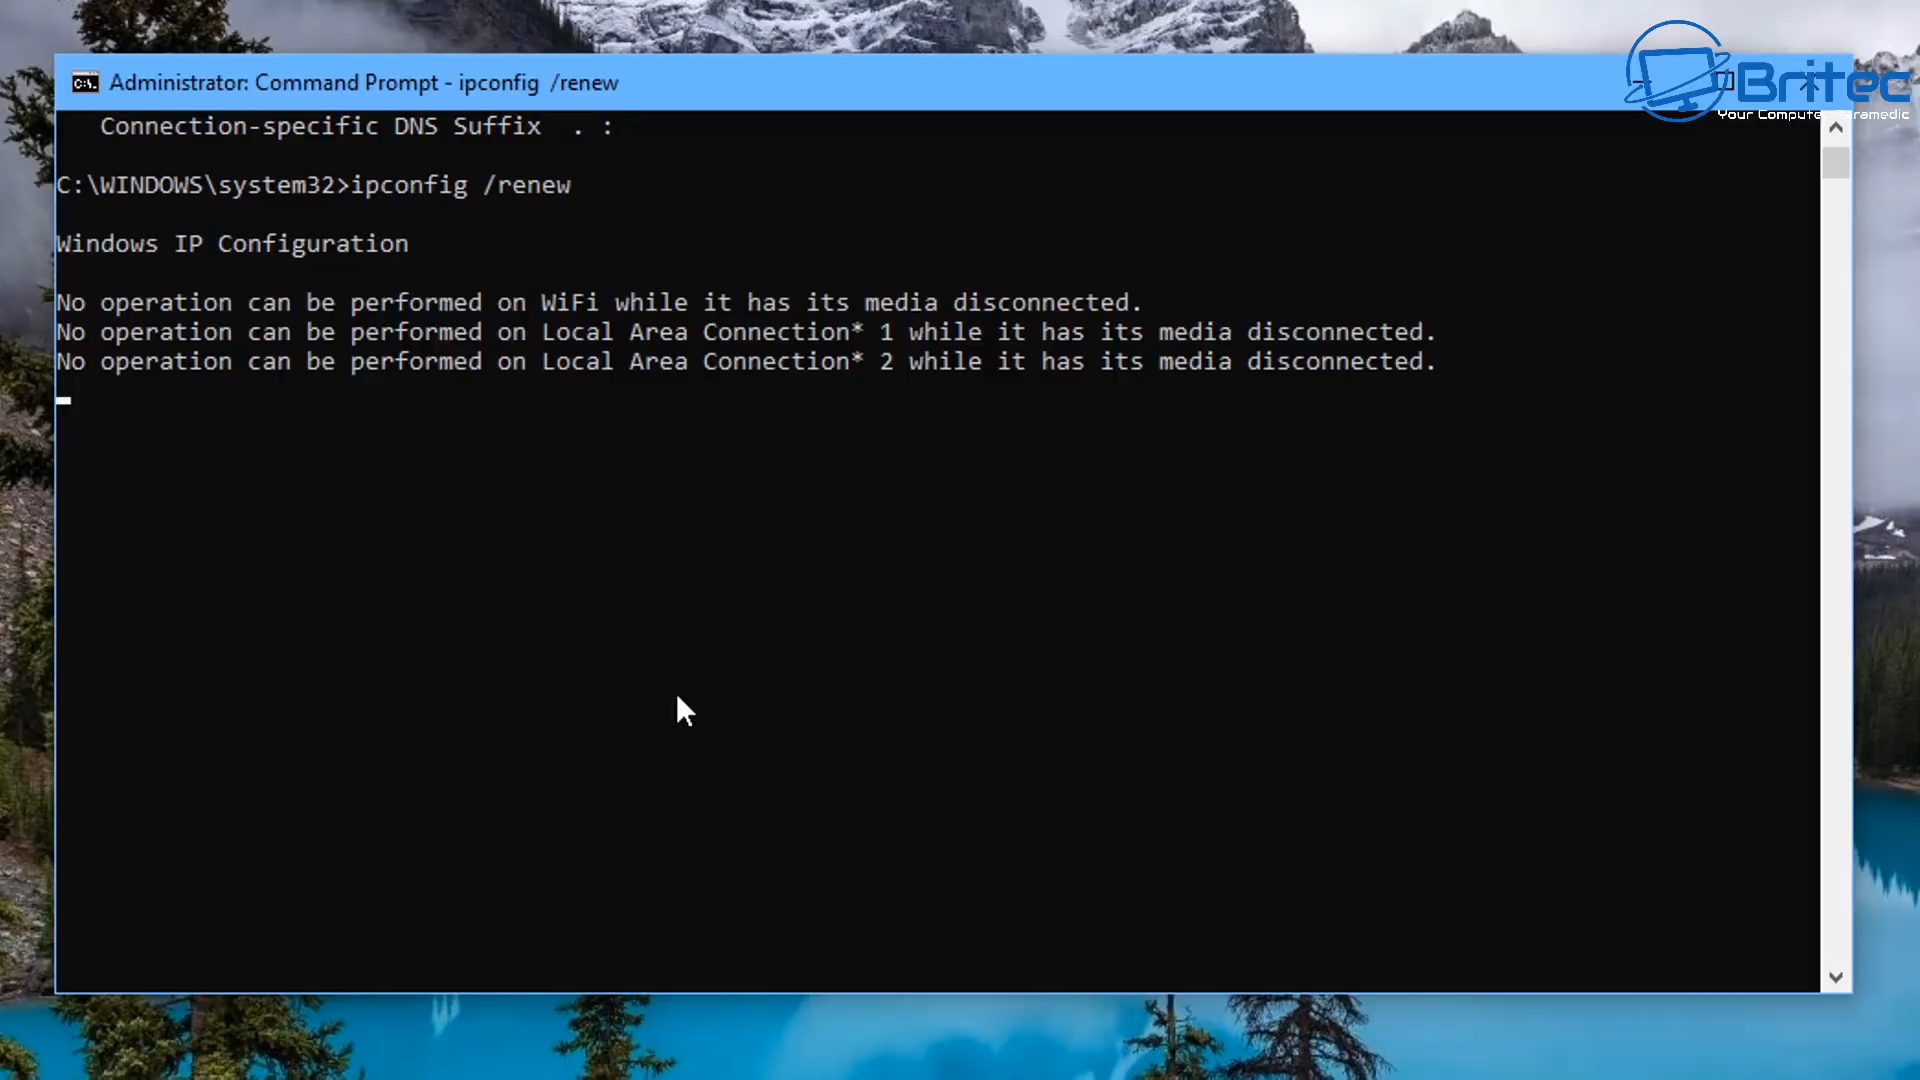 Administrator: Command Prompt - ipconfig /renew
Britec
Your Computer Paramedic
Connection-specific DNS Suffix  . :
C:\WINDOWS\system32>ipconfig /renew
Windows IP Configuration
No operation can be performed on WiFi while it has its media disconnected.
No operation can be performed on Local Area Connection* 1 while it has its media disconnected.
No operation can be performed on Local Area Connection* 2 while it has its media disconnected.